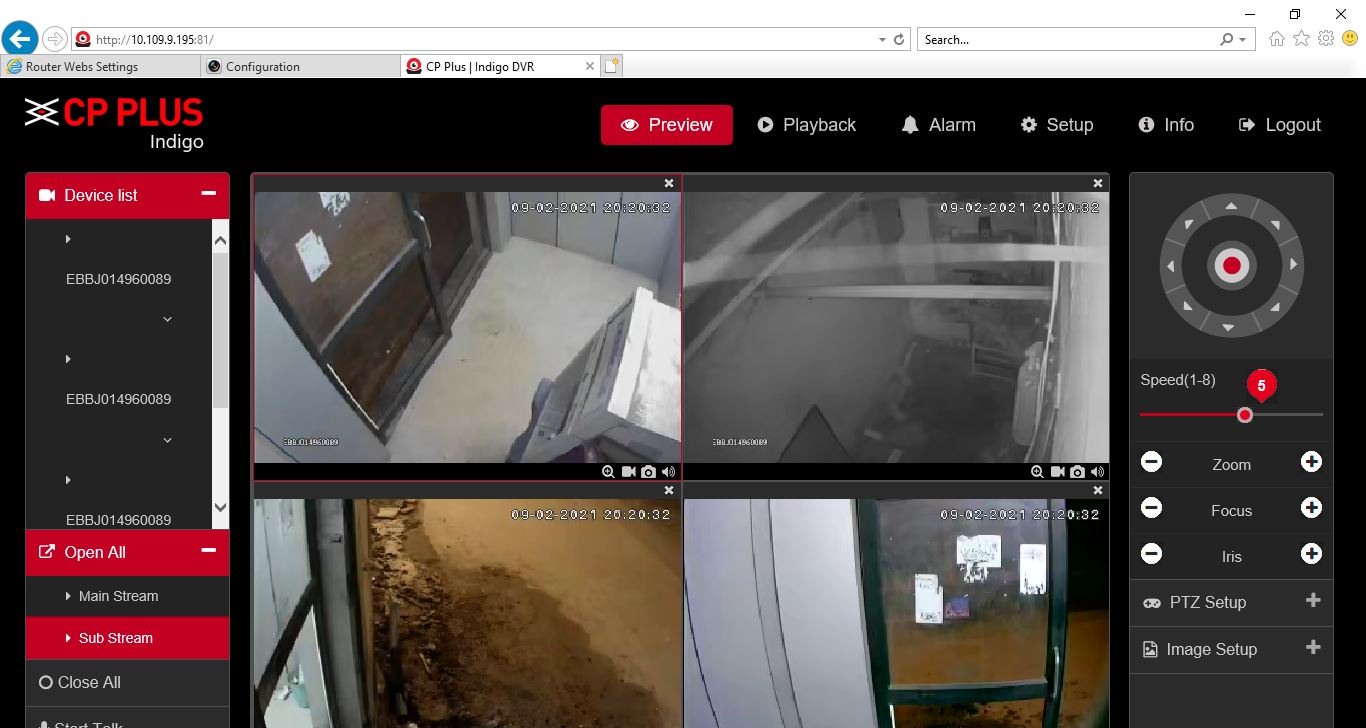 http://10.109.9.195:81/
Search...
Router Webs Settings
Configuration
CP Plus | Indigo DVR
CP PLUS
Indigo
Preview
Playback
Alarm
Setup
Info
Logout
Device list
EBBJ014960089
EBBJ014960089
EBBJ014960089
Open All
Main Stream
Sub Stream
Close All
Start Talk
09-02-2021 20:20:32
EBBJ014960089
09-02-2021 20:20:32
EBBJ014960089
09-02-2021 20:20:32
09-02-2021 20:20:32
Speed(1-8)
5
Zoom
Focus
Iris
PTZ Setup
Image Setup